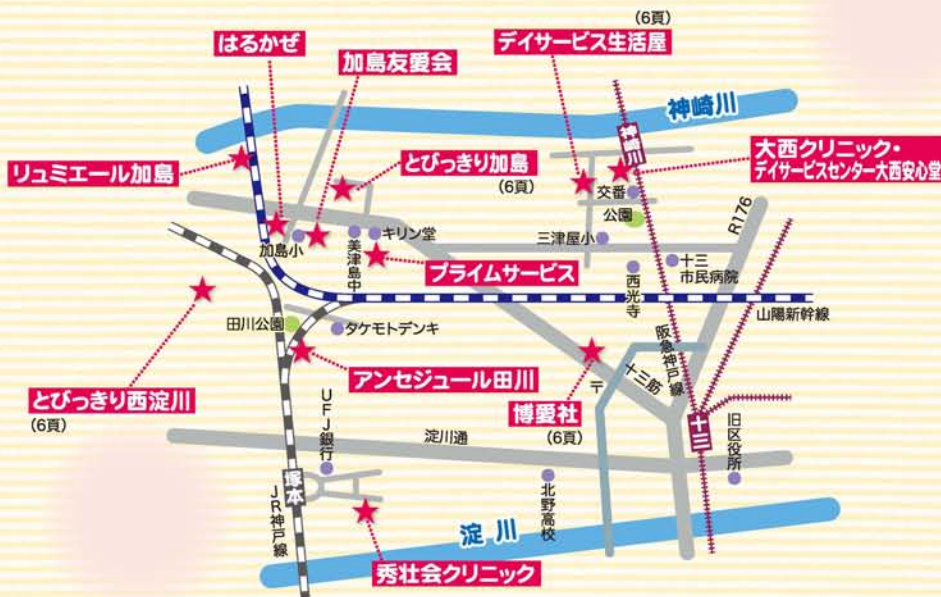 (6頁)
はるかぜ
加島友愛会
デイサービス生活屋
神崎川
神崎川
大西クリニック・
デイサービスセンター大西安心堂
リュミエール加島
とびっきり加島
(6頁)
交番
公園
R176
加島小
美津島中
キリン堂
三津屋小
プライムサービス
西光寺
十三
市民病院
山陽新幹線
田川公園
タケモトデンキ
阪急神戸線
アンセジュール田川
十三筋
〒
とびっきり西淀川
(6頁)
UFJ銀行
博愛社
(6頁)
十三
旧区役所
淀川通
塚本
JR神戸線
北野高校
淀川
秀壮会クリニック